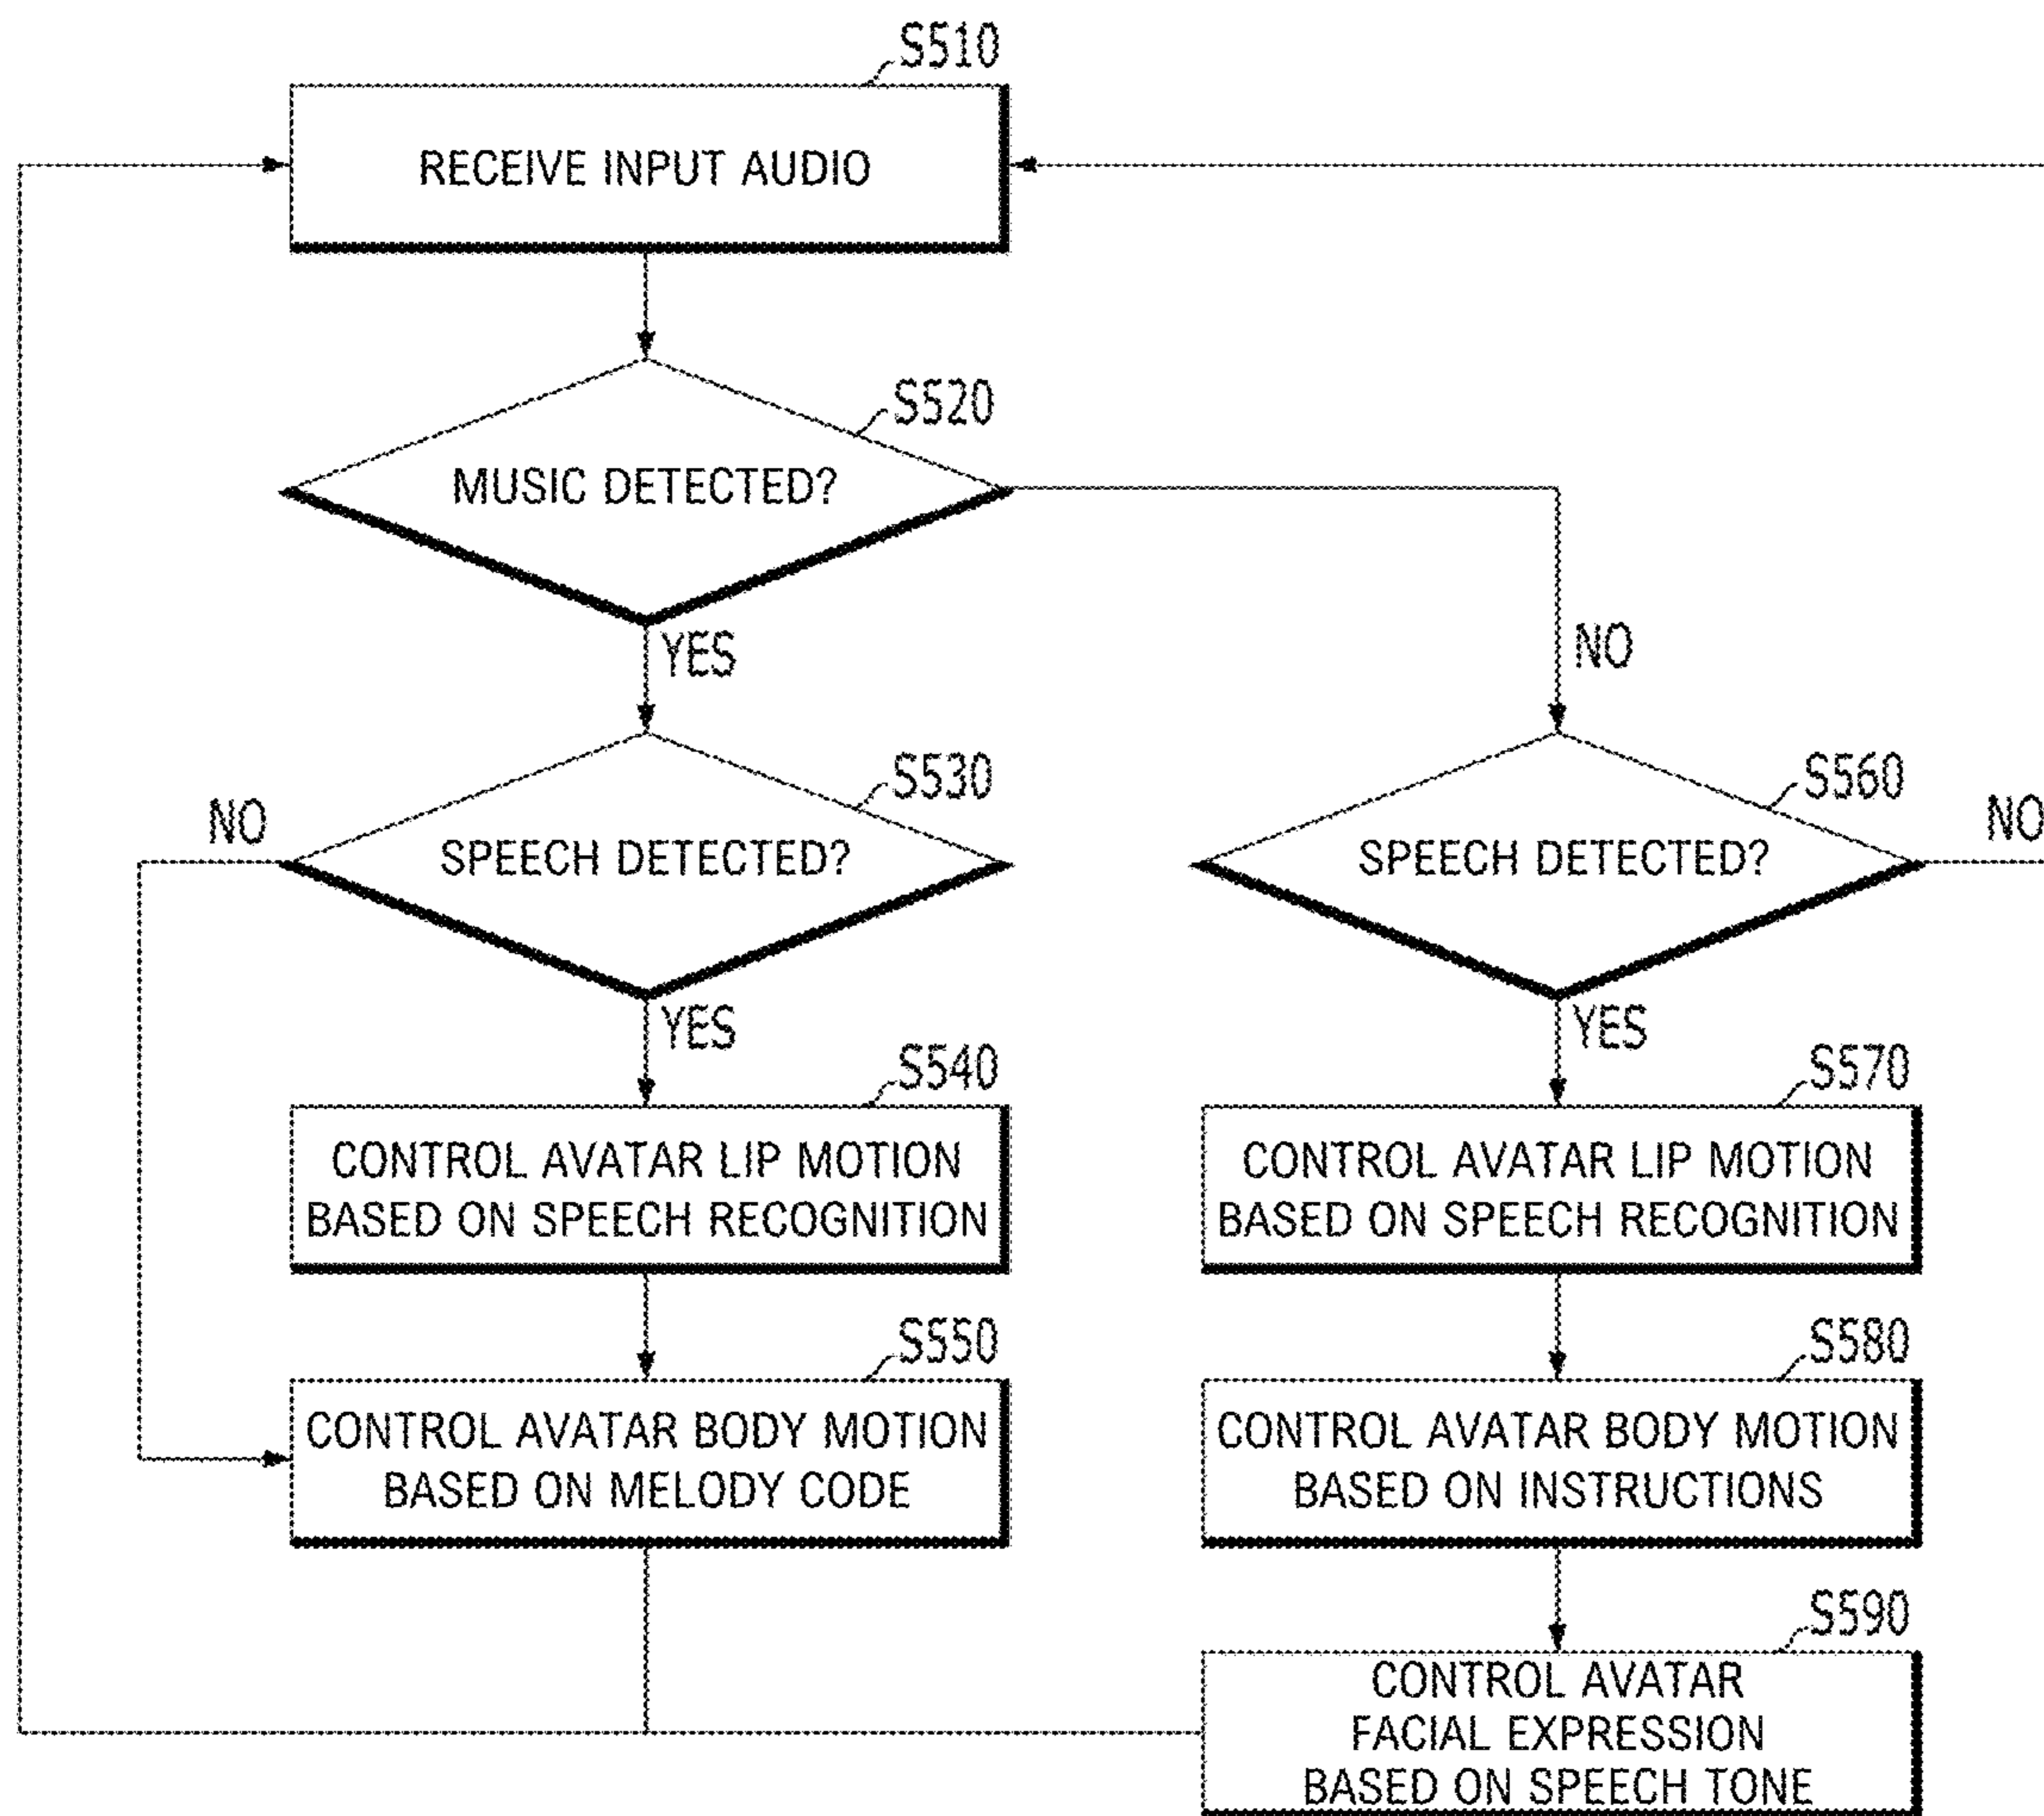 S510
RECEIVE INPUT AUDIO
S520
MUSIC DETECTED?
YES
NO
S530
NO
SPEECH DETECTED?
YES
S560
NO
SPEECH DETECTED?
YES
S540
CONTROL AVATAR LIP MOTION
BASED ON SPEECH RECOGNITION
S570
CONTROL AVATAR LIP MOTION
BASED ON SPEECH RECOGNITION
S550
CONTROL AVATAR BODY MOTION
BASED ON MELODY CODE
S580
CONTROL AVATAR BODY MOTION
BASED ON INSTRUCTIONS
S590
CONTROL AVATAR
FACIAL EXPRESSION
BASED ON SPEECH TONE